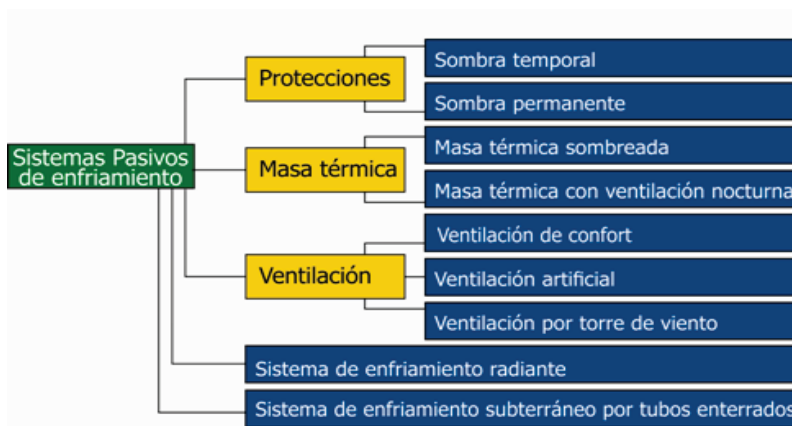 Sistemas Pasivos
de enfriamiento
Protecciones
Sombra temporal
Sombra permanente
Masa térmica
Masa térmica sombreada
Masa térmica con ventilación nocturna
Ventilación
Ventilación de confort
Ventilación artificial
Ventilación por torre de viento
Sistema de enfriamiento radiante
Sistema de enfriamiento subterráneo por tubos enterrados